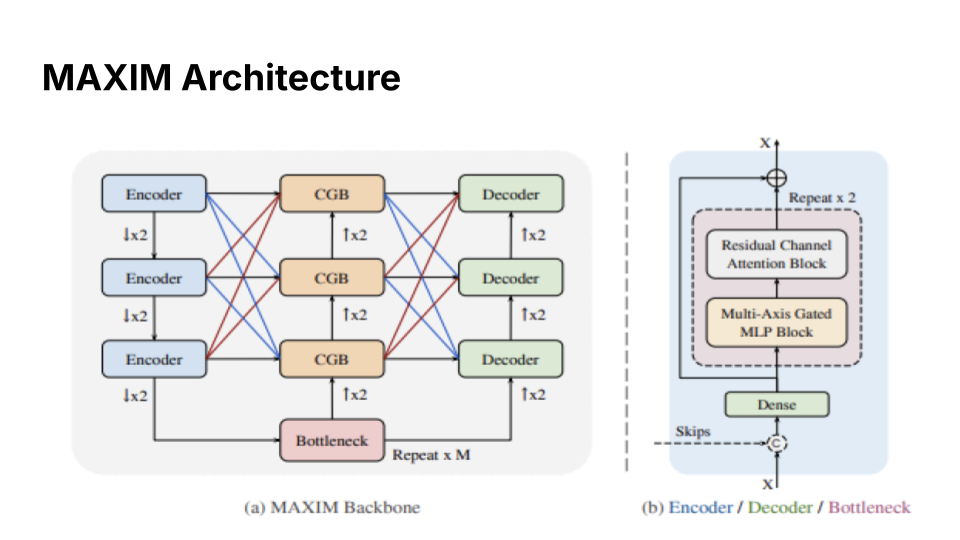 MAXIM Architecture
Encoder
CGB
Decoder
↓x2
↑x2
↑x2
Encoder
CGB
Decoder
↓x2
↑x2
↑x2
Encoder
CGB
Decoder
↓x2
↑x2
↑x2
Bottleneck
Repeat x M
(a) MAXIM Backbone
X
Repeat x 2
Residual Channel
Attention Block
Multi-Axis Gated
MLP Block
Dense
Skips
C
X
(b) Encoder / Decoder / Bottleneck